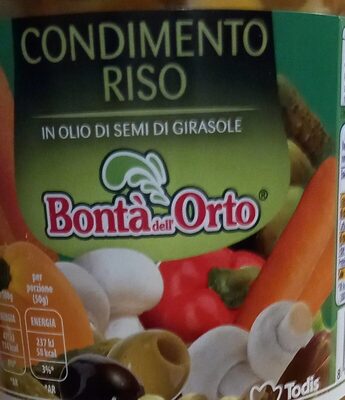 CONDIMENTO
RISO
IN OLIO DI SEMI DI GIRASOLE
Bontà dell'Orto®
per
porzione
(50g)
ENERGIA
237 kJ
58 kcal
3%*
*AR
Todis